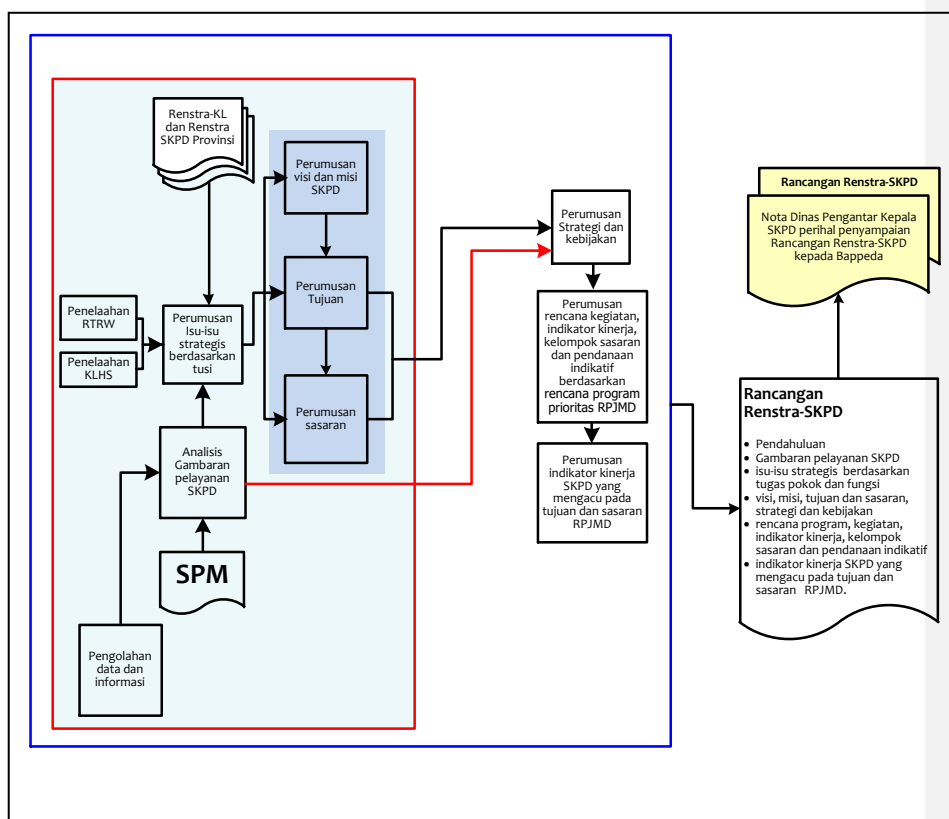 Renstra-KL
dan Renstra
SKPD Provinsi
Perumusan
visi dan misi
SKPD
Perumusan
Tujuan
Perumusan
sasaran
Penelaahan
RTRW
Penelaahan
KLHS
Perumusan
Isu-isu
strategis
berdasarkan
tusi
Analisis
Gambaran
pelayanan
SKPD
SPM
Pengolahan
data dan
informasi
Perumusan
Strategi dan
kebijakan
Perumusan
rencana kegiatan,
indikator kinerja,
kelompok sasaran
dan pendanaan
indikatif
berdasarkan
rencana program
prioritas RPJMD
Perumusan
indikator kinerja
SKPD yang
mengacu pada
tujuan dan sasaran
RPJMD
Rancangan Renstra-SKPD
Nota Dinas Pengantar Kepala
SKPD perihal penyampaian
Rancangan Renstra-SKPD
kepada Bappeda
Rancangan
Renstra-SKPD
• Pendahuluan
• Gambaran pelayanan SKPD
• isu-isu strategis berdasarkan
tugas pokok dan fungsi
• visi, misi, tujuan dan sasaran,
strategi dan kebijakan
• rencana program, kegiatan,
indikator kinerja, kelompok
sasaran dan pendanaan indikatif
• indikator kinerja SKPD yang
mengacu pada tujuan dan
sasaran RPJMD.